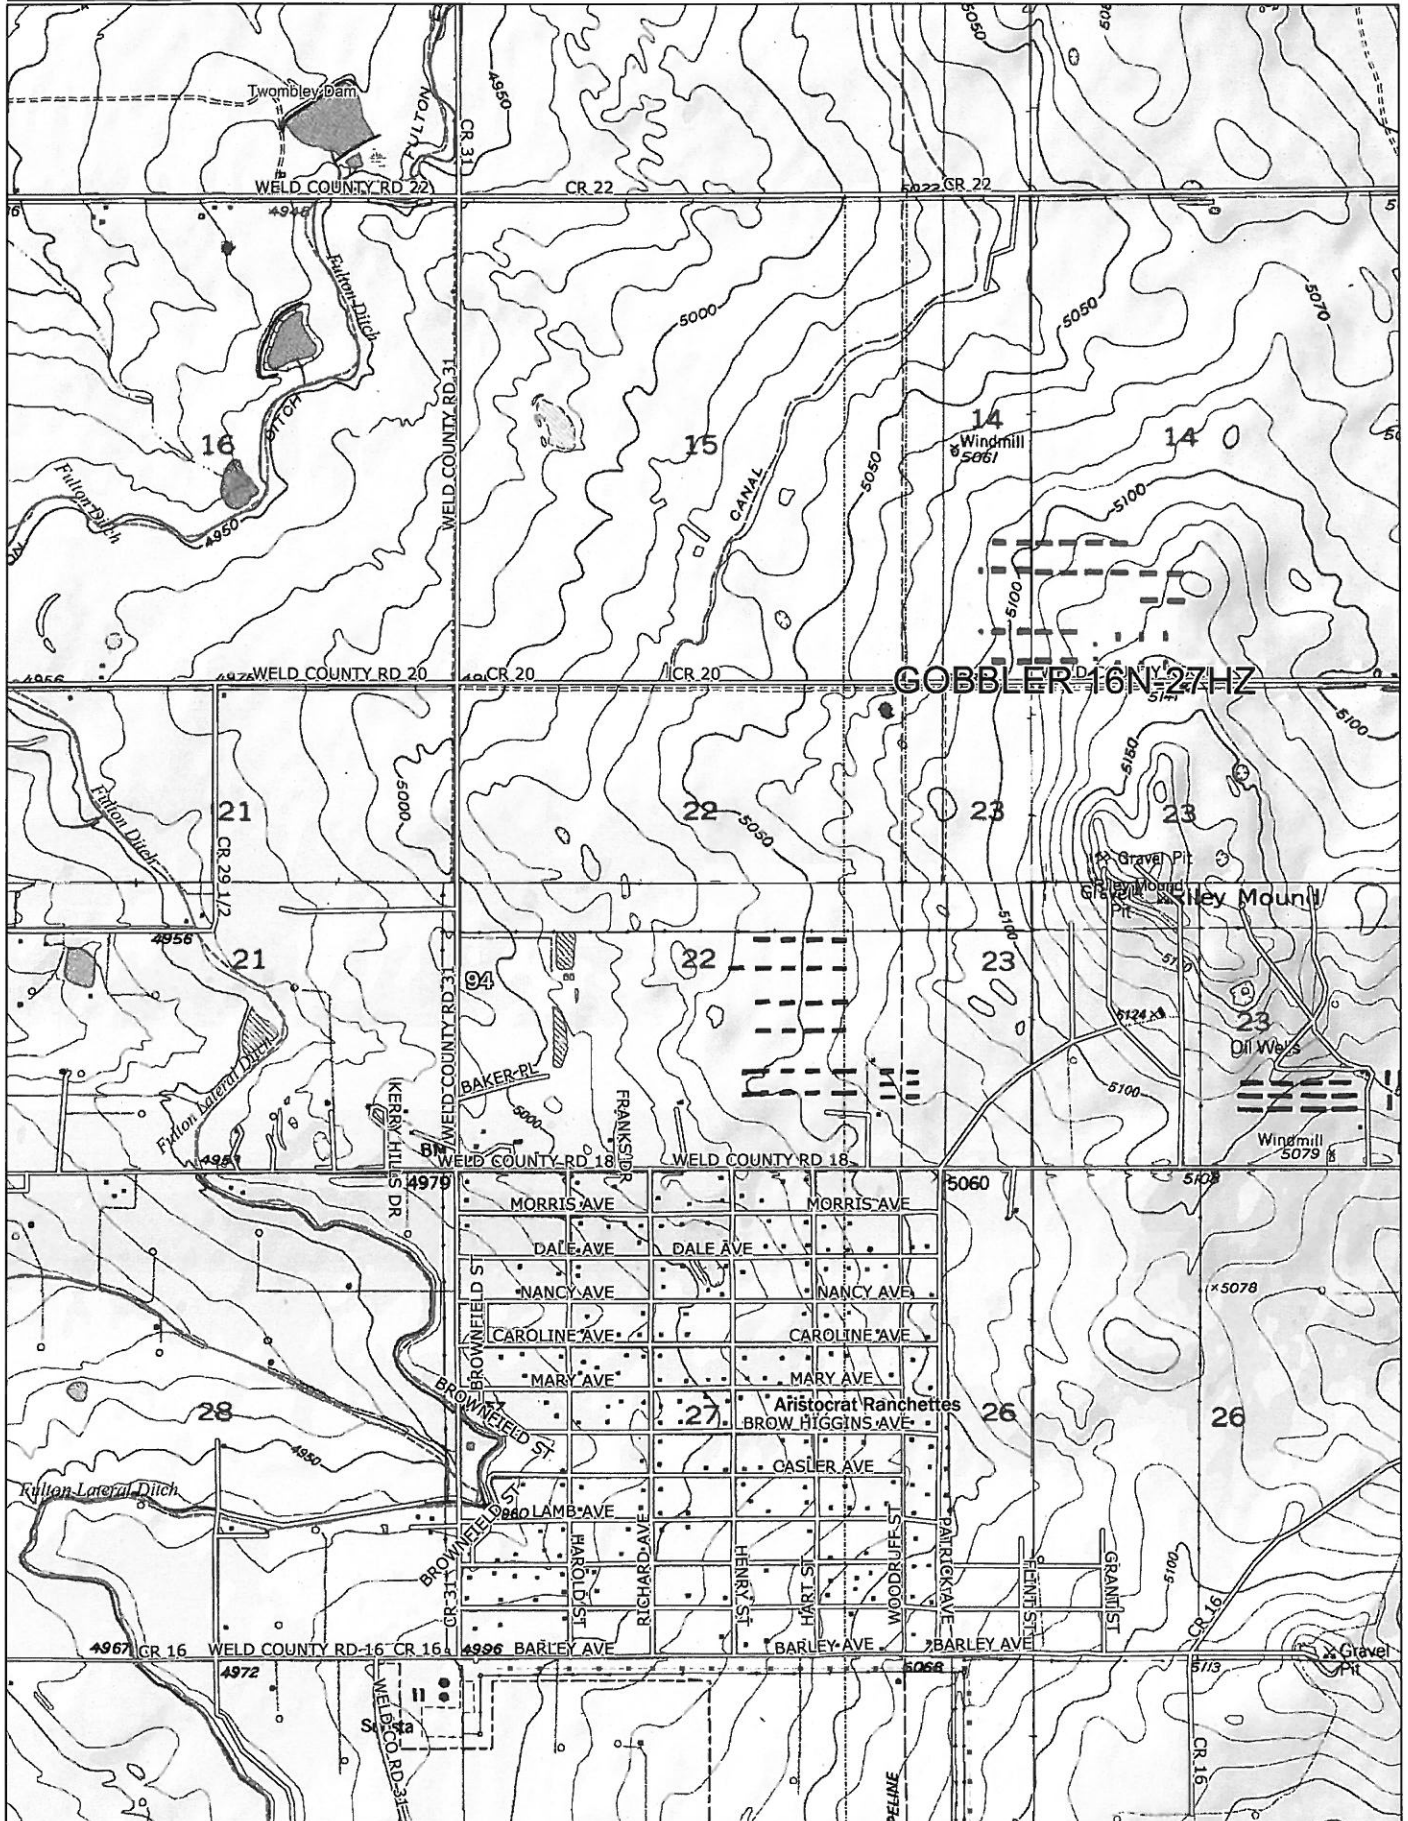 5050
Twombley Dam
4950
FULTON
CR 31
WELD COUNTY RD 22
CR 22
5022
CR 22
4948
Fulton Ditch
5000
5050
5070
WELD COUNTY RD 31
DITCH
16
15
14
Windmill
5061
14
Fulton Ditch
CANAL
5050
5100
4950
5100
4956
WELD COUNTY RD 20
CR 20
CR 20
GOBBLER 16N-27HZ
5141
5100
5150
5000
Fulton Ditch
21
22
5050
23
23
CR 29 1/2
Gravel Pit
Riley Mound
Gravel
Pit
Riley Mound
4956
5100
21
94
22
23
WELD COUNTY RD 31
5124
23
Oil Wells
Fulton Lateral Ditch
BAKER PL
5000
5100
KERRY HILLS DR
FRANKS DR
Windmill
5079
4953
BM
WELD COUNTY RD 18
WELD COUNTY RD 18
4979
5060
5108
MORRIS AVE
MORRIS AVE
DALE AVE
DALE AVE
NANCY AVE
NANCY AVE
5078
BROWNFIELD ST
CAROLINE AVE
CAROLINE AVE
MARY AVE
MARY AVE
BROWNFIELD ST
Aristocrat Ranchettes
28
27
BROW HIGGINS AVE
26
26
4950
CASLER AVE
Fulton Lateral Ditch
LAMB AVE
BROWNFIELD ST
HAROLD ST
RICHARD AVE
HENRY ST
HART ST
WOODRUFF ST
PATRICK AVE
FENT ST
GRANT ST
5100
CR 31
CR 16
4967
CR 16
WELD COUNTY RD 16
CR 16
4996
BARLEY AVE
BARLEY AVE
BARLEY AVE
Gravel
Pit
4972
5068
5113
WELD CO RD 31
CR 16